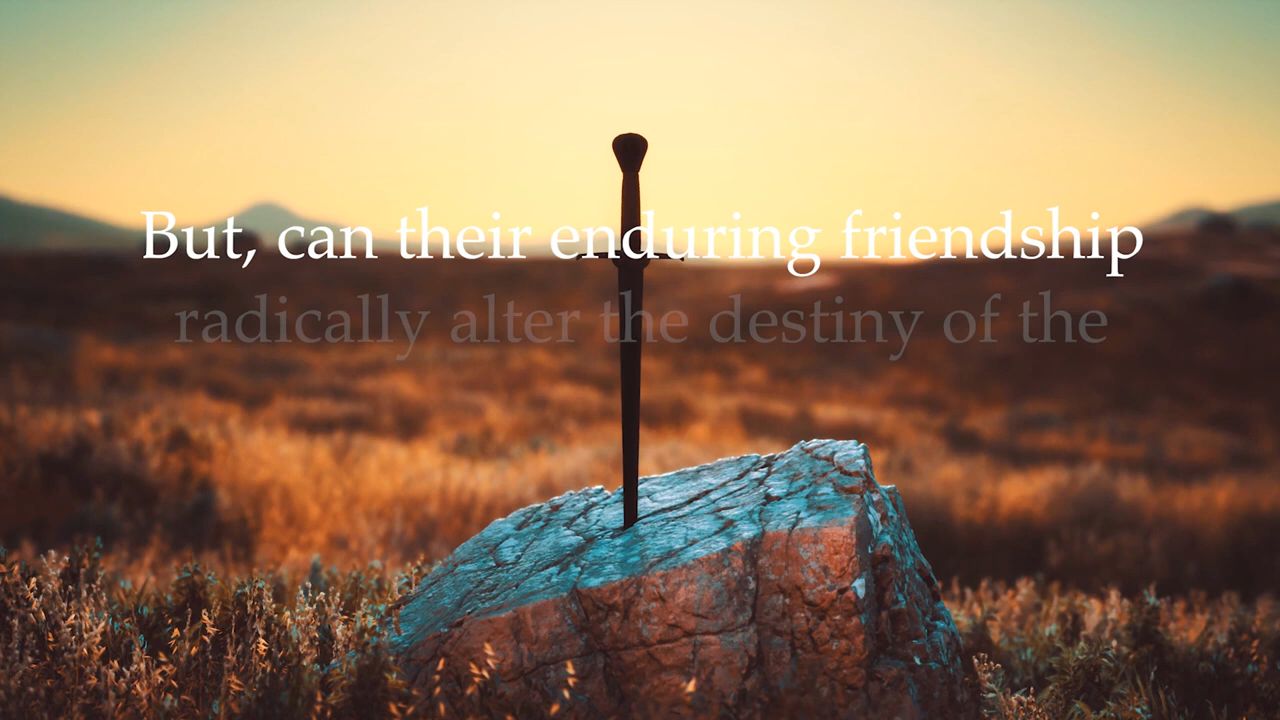 But, can their enduring friendship
radically alter the destiny of the